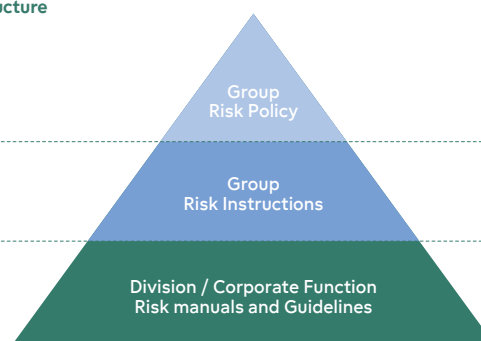 ucture
Group
Risk Policy
Group
Risk Instructions
Division / Corporate Function
Risk manuals and Guidelines